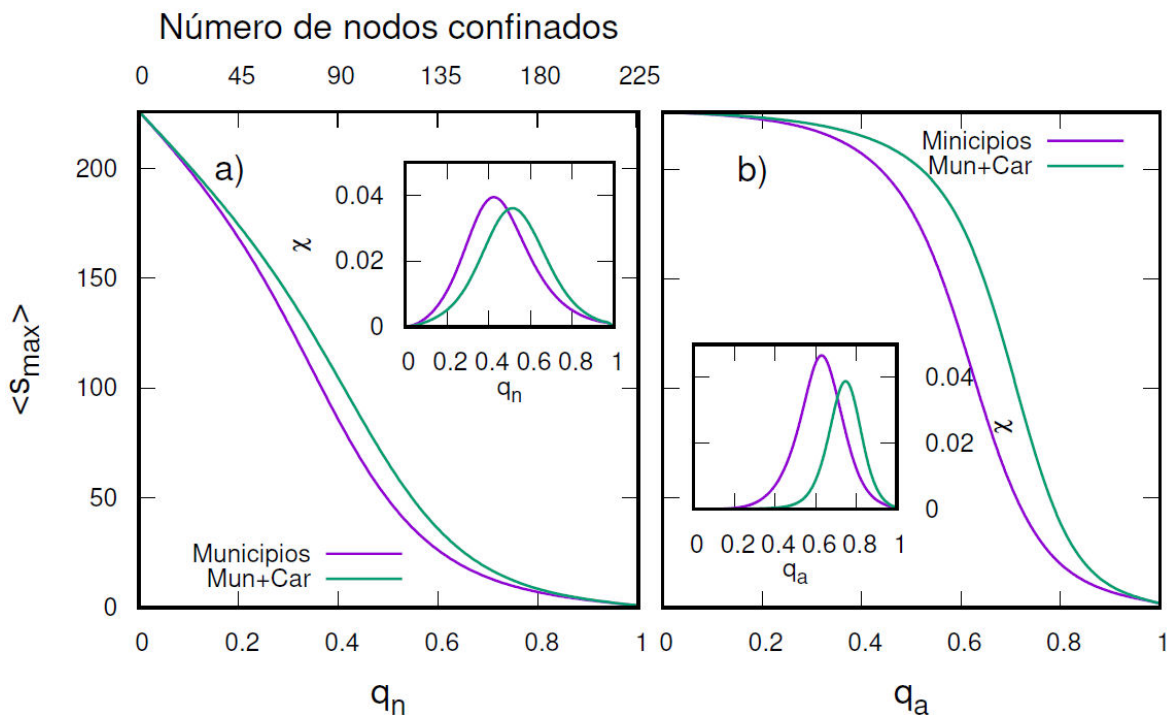 Número de nodos confinados
0 45 90 135 180 225
a)
<s_max>
200
150
100
50
0
χ
0.04
0.02
0
0 0.2 0.4 0.6 0.8 1
q_n
Municipios
Mun+Car
0 0.2 0.4 0.6 0.8 1
q_n
b)
Minicipios
Mun+Car
0.04
χ
0.02
0
0 0.2 0.4 0.6 0.8 1
q_a
0 0.2 0.4 0.6 0.8 1
q_a